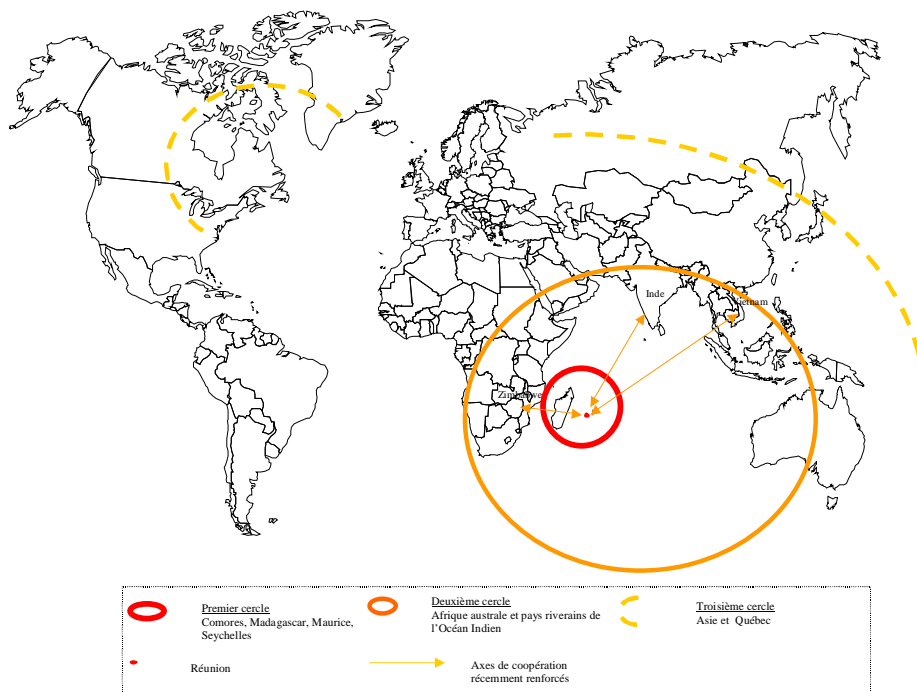 Inde
Vietnam
Zimbabwe
Premier cercle
Comores, Madagascar, Maurice,
Seychelles
Deuxième cercle
Afrique australe et pays riverains de
l'Océan Indien
Troisième cercle
Asie et Québec
Réunion
Axes de coopération
récemment renforcés